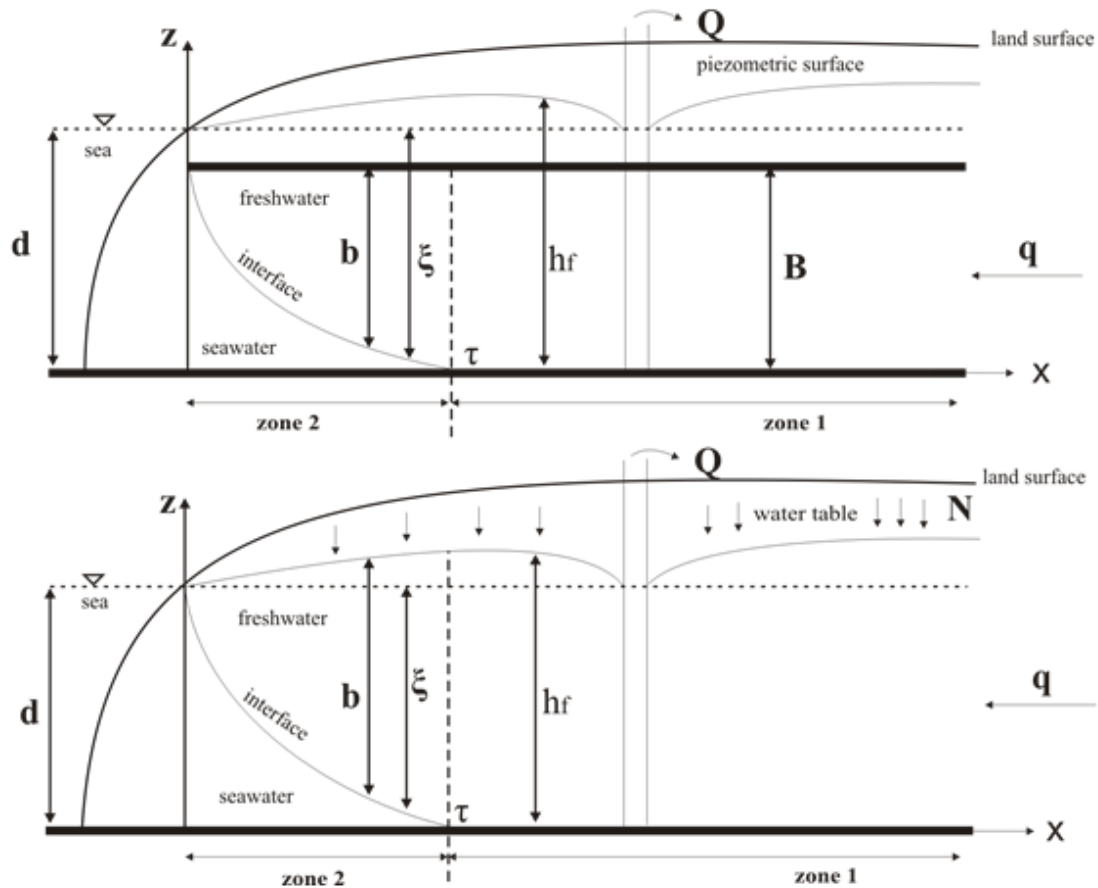 Q
z
land surface
piezometric surface
sea
freshwater
d
b
ξ
hf
B
q
interface
seawater
τ
x
zone 2
zone 1
Q
land surface
z
water table
N
sea
freshwater
d
b
ξ
hf
q
interface
seawater
τ
x
zone 2
zone 1